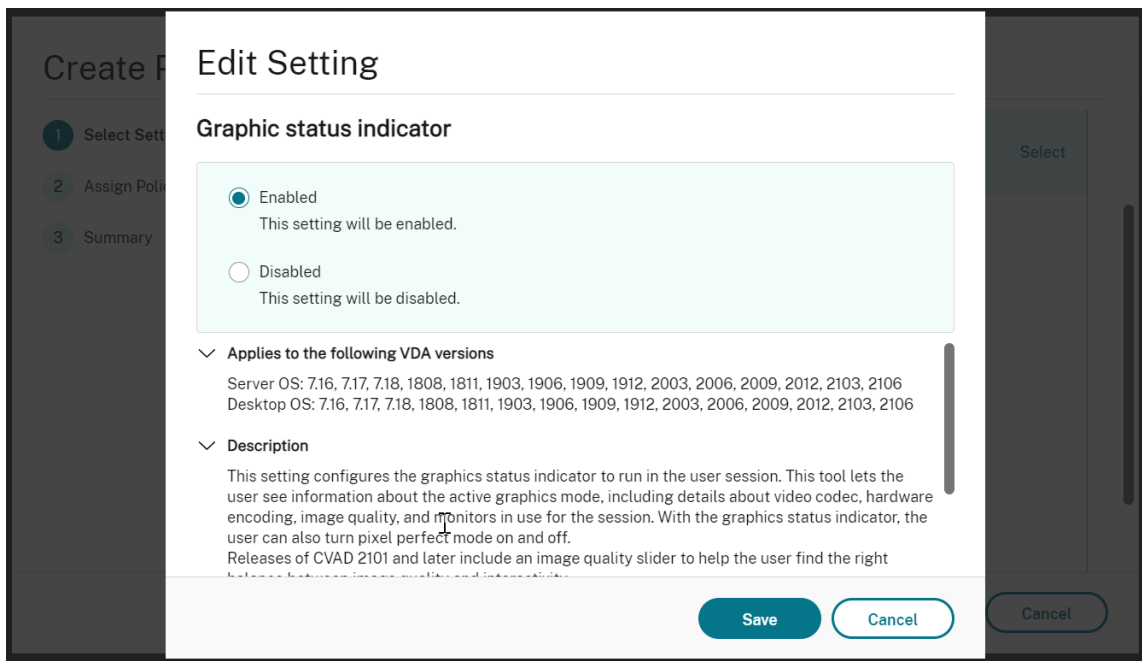 Edit Setting
Graphic status indicator
Enabled
This setting will be enabled.
Disabled
This setting will be disabled.
Applies to the following VDA versions
Server OS: 7.16, 7.17, 7.18, 1808, 1811, 1903, 1906, 1909, 1912, 2003, 2006, 2009, 2012, 2103, 2106
Desktop OS: 7.16, 7.17, 7.18, 1808, 1811, 1903, 1906, 1909, 1912, 2003, 2006, 2009, 2012, 2103, 2106
Description
This setting configures the graphics status indicator to run in the user session. This tool lets the
user see information about the active graphics mode, including details about video codec, hardware
encoding, image quality, and monitors in use for the session. With the graphics status indicator, the
user can also turn pixel perfect mode on and off.
Releases of CVAD 2101 and later include an image quality slider to help the user find the right
balance between image quality and interactivity.
Save
Cancel
Create
1 Select
2 Assign
3 Summary
Select
Cancel